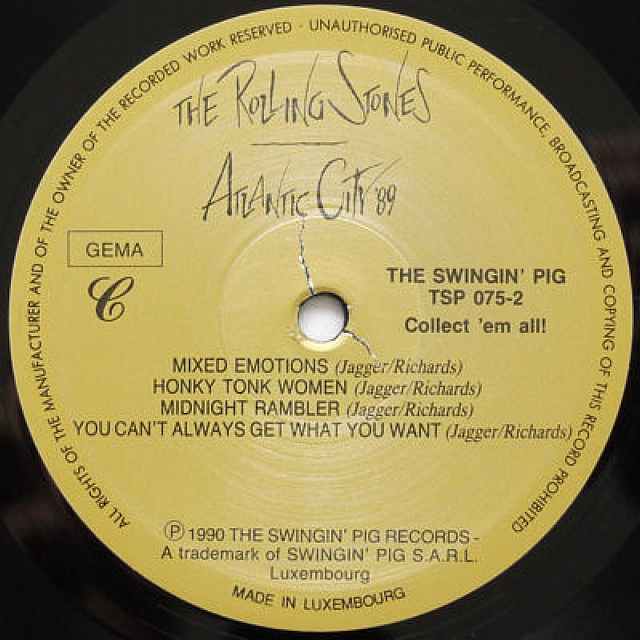 ALL RIGHTS OF THE MANUFACTURER AND OF THE OWNER OF THE RECORDED WORK RESERVED - UNAUTHORISED PUBLIC PERFORMANCE, BROADCASTING AND COPYING OF THIS RECORD PROHIBITED
THE ROLLING STONES
ATLANTIC CITY '89
GEMA
C
THE SWINGIN' PIG
TSP 075-2
Collect 'em all!
MIXED EMOTIONS (Jagger/Richards)
HONKY TONK WOMEN (Jagger/Richards)
MIDNIGHT RAMBLER (Jagger/Richards)
YOU CAN'T ALWAYS GET WHAT YOU WANT (Jagger/Richards)
℗ 1990 THE SWINGIN' PIG RECORDS -
A trademark of SWINGIN' PIG S.A.R.L.
Luxembourg
MADE IN LUXEMBOURG